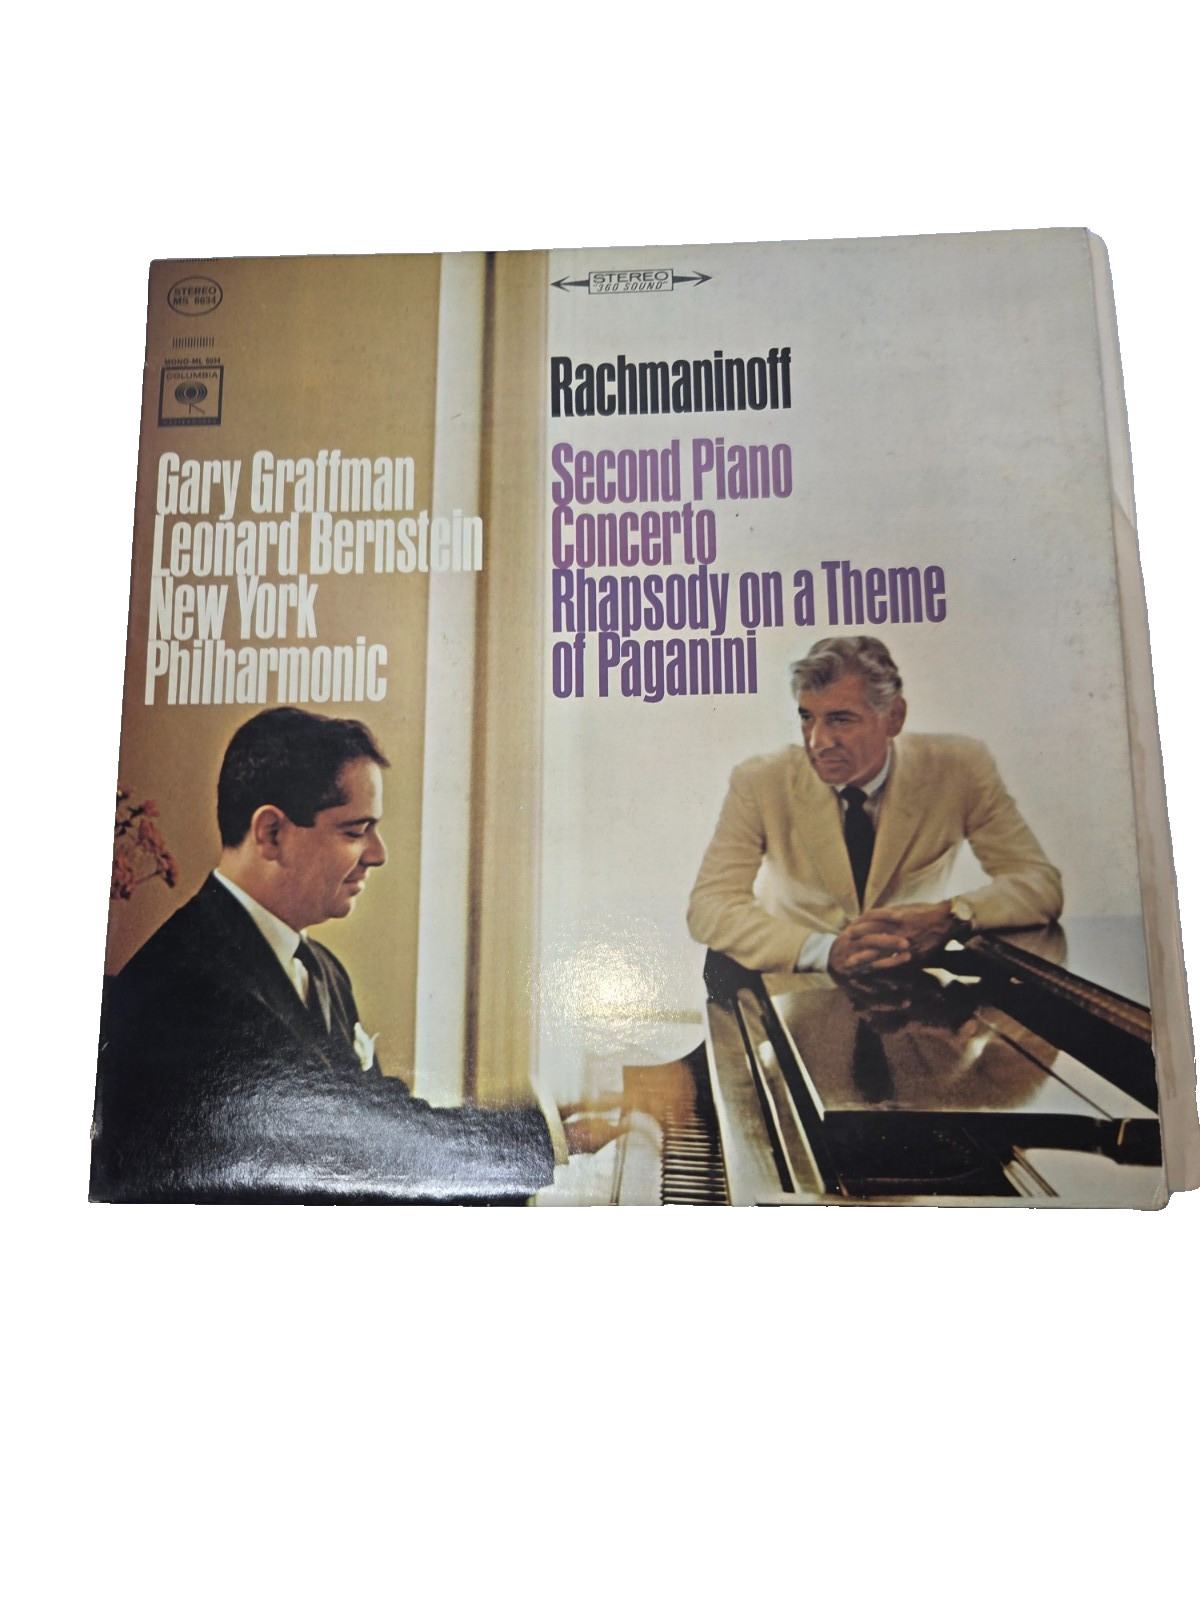 STEREO
MS 6634
MONO-ML 6034
COLUMBIA
MASTERWORKS
Gary Graffman
Leonard Bernstein
New York
Philharmonic
STEREO
"360 SOUND"
Rachmaninoff
Second Piano
Concerto
Rhapsody on a Theme
of Paganini